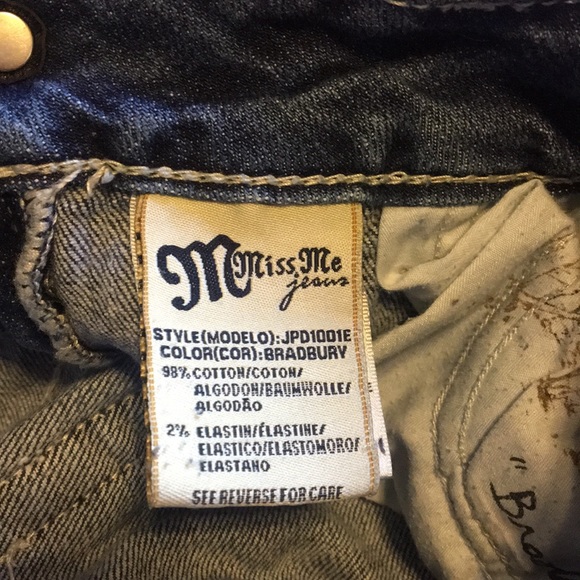 M Miss Me
jeans
STYLE(MODELO):JPD1001E
COLOR(COR):BRADBURY
98% COTTON/COTON/
ALGODON/BAUMWOLLE/
ALGODÃO
2% ELASTIN/ÉLASTINE/
ELASTICO/ELASTOMORO/
ELASTANO
SEE REVERSE FOR CARE